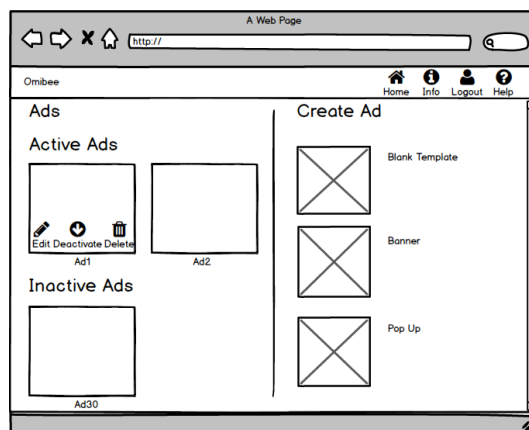 A Web Page
http://
Omibee
Home Info Logout Help
Ads
Active Ads
Edit Deactivate Delete
Ad1
Ad2
Inactive Ads
Ad30
Create Ad
Blank Template
Banner
Pop Up